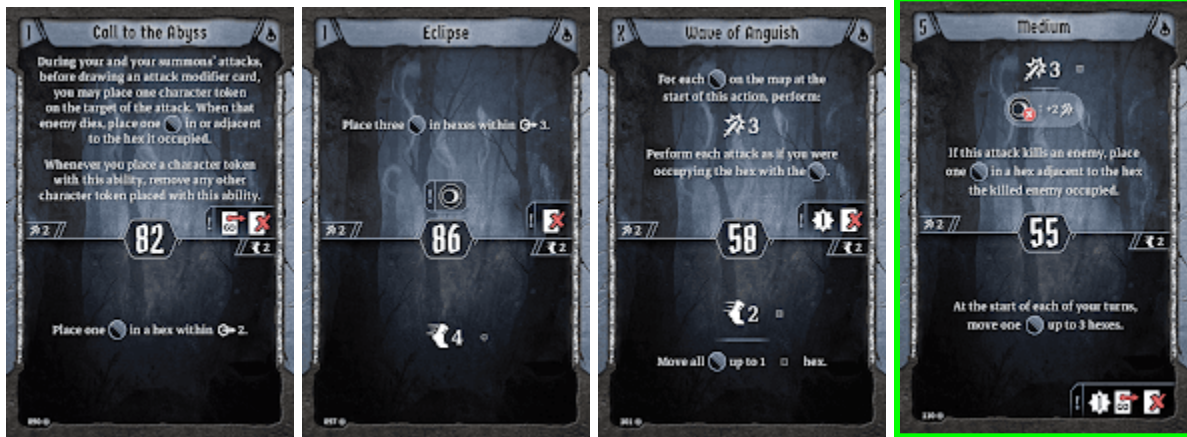 1
Call to the Abyss
During your and your summons' attacks,
before drawing an attack modifier card,
you may place one character token
on the target of the attack. When that
enemy dies, place one in or adjacent
to the hex it occupied.
Whenever you place a character token
with this ability, remove any other
character token placed with this ability.
2
82
2
Place one in a hex within 2.
1
Eclipse
Place three in hexes within 3.
2
86
2
4
X
Wave of Anguish
For each on the map at the
start of this action, perform:
3
Perform each attack as if you were
occupying the hex with the .
2
58
2
2
Move all up to 1 hex.
5
Medium
3
: +2
If this attack kills an enemy, place
one in a hex adjacent to the hex
the killed enemy occupied.
2
55
2
At the start of each of your turns,
move one up to 3 hexes.